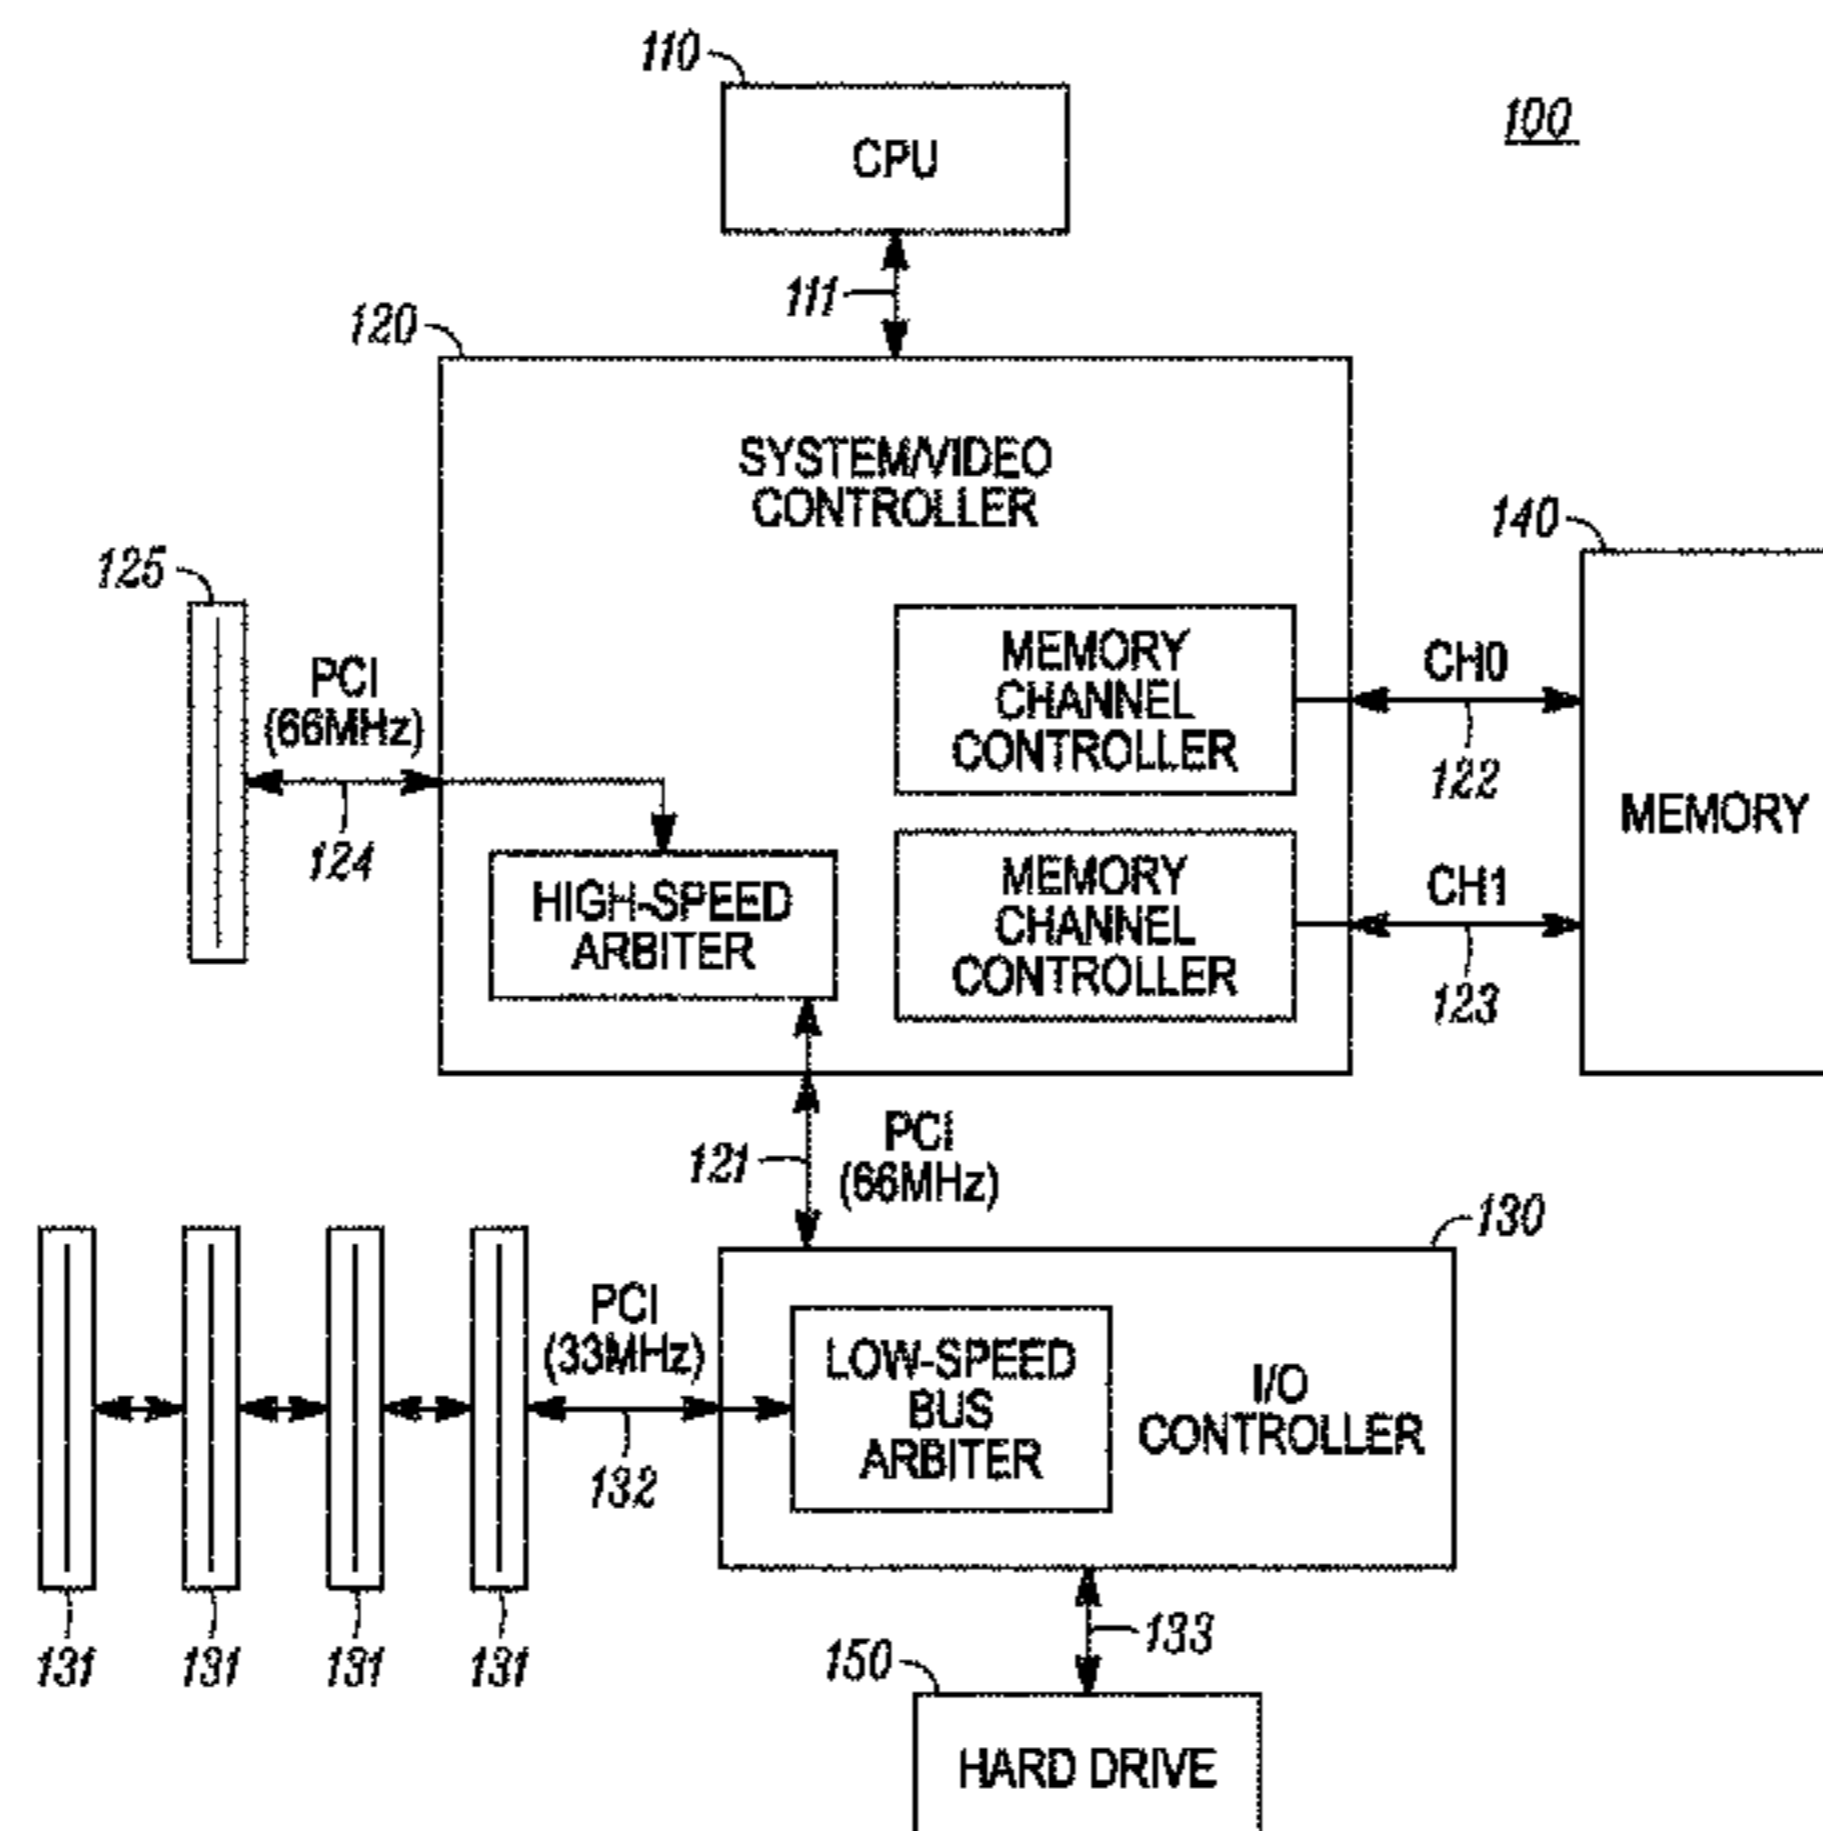 110
100
CPU
111
120
SYSTEM/VIDEO
CONTROLLER
140
125
MEMORY
CHANNEL
CONTROLLER
CH0
PCI
(66MHz)
122
MEMORY
124
HIGH-SPEED
ARBITER
MEMORY
CHANNEL
CONTROLLER
CH1
123
PCI
(66MHz)
121
130
PCI
(33MHz)
LOW-SPEED
BUS
ARBITER
I/O
CONTROLLER
132
133
131
131
131
131
150
HARD DRIVE